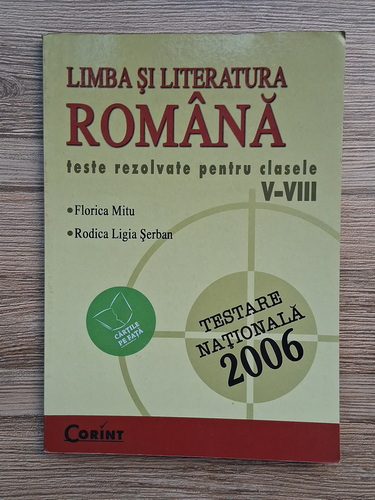 LIMBA ŞI LITERATURA
ROMÂNĂ
teste rezolvate pentru clasele
V-VIII
•Florica Mitu
•Rodica Ligia Şerban
CĂRŢILE
PE FAŢĂ
TESTARE
NAŢIONALĂ
2006
CORINT